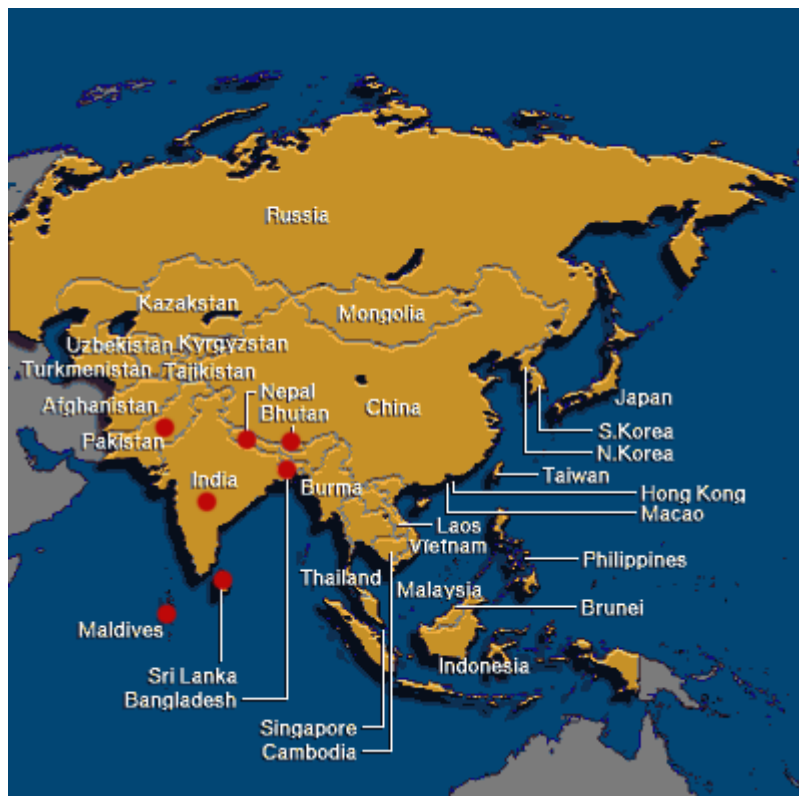 Russia
Kazakstan
Mongolia
Uzbekistan
Kyrgyzstan
Turkmenistan
Tajikistan
Nepal
Bhutan
Afghanistan
China
Japan
Pakistan
S.Korea
N.Korea
India
Burma
Taiwan
Hong Kong
Macao
Laos
Vietnam
Philippines
Thailand
Malaysia
Brunei
Maldives
Indonesia
Sri Lanka
Bangladesh
Singapore
Cambodia